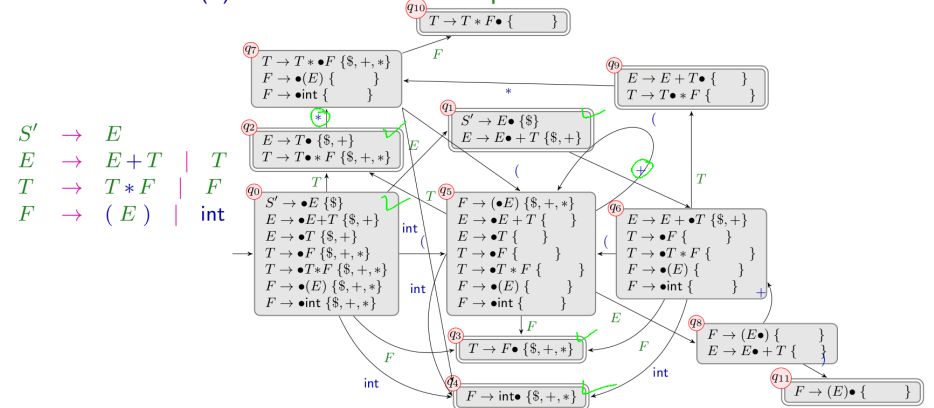 q10
T → T * F• { }
q7
T → T * •F {$, +, *}
F → •(E) { }
F → •int { }
F
q9
E → E + T• { }
T → T• * F { }
*
q1
S′ → E• {$}
E → E• + T {$, +}
*
q2
E → T• {$, +}
T → T• * F {$, +, *}
E
(
(
+
T
S′ → E
E → E + T | T
T → T * F | F
F → ( E ) | int
T
q0
S′ → •E {$}
E → •E+T {$, +}
E → •T {$, +}
T → •F {$, +, *}
T → •T*F {$, +, *}
F → •(E) {$, +, *}
F → •int {$, +, *}
T
int
(
int
q5
F → (•E) {$, +, *}
E → •E + T { }
E → •T { }
T → •F { }
T → •T * F { }
F → •(E) { }
F → •int { }
(
q6
E → E + •T {$, +}
T → •F { }
T → •T * F { }
F → •(E) { }
F → •int { }
+
F
E
q3
T → F• {$, +, *}
F
F
q8
F → (E•) { }
E → E• + T { }
)
int
q4
F → int• {$, +, *}
int
q11
F → (E)• { }